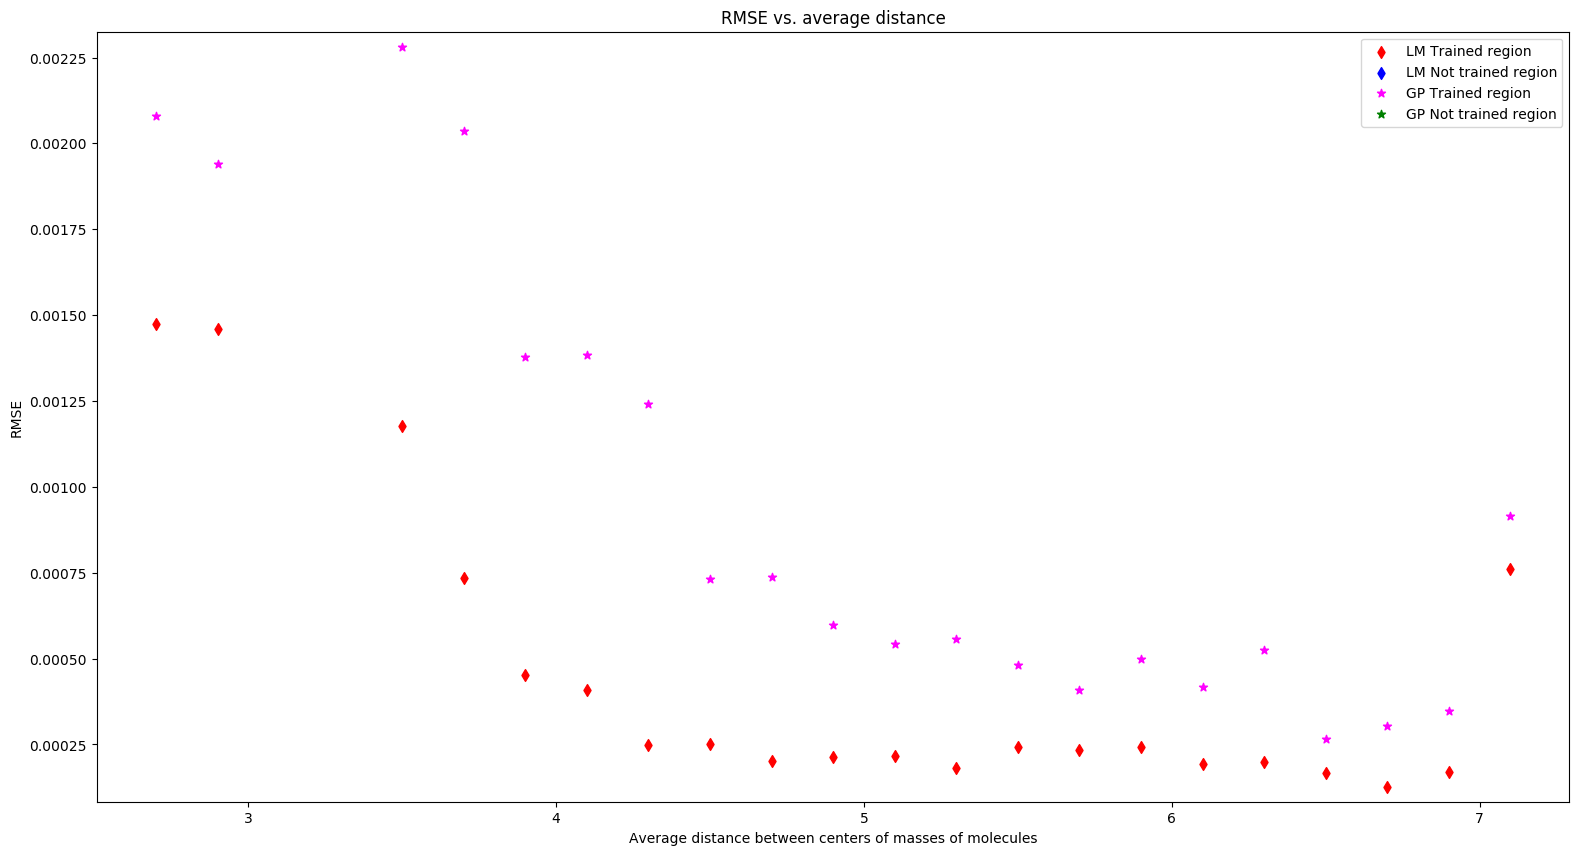 RMSE vs. average distance
LM Trained region
LM Not trained region
GP Trained region
GP Not trained region
0.00225
0.00200
0.00175
0.00150
0.00125
0.00100
0.00075
0.00050
0.00025
RMSE
3 4 5 6 7
Average distance between centers of masses of molecules